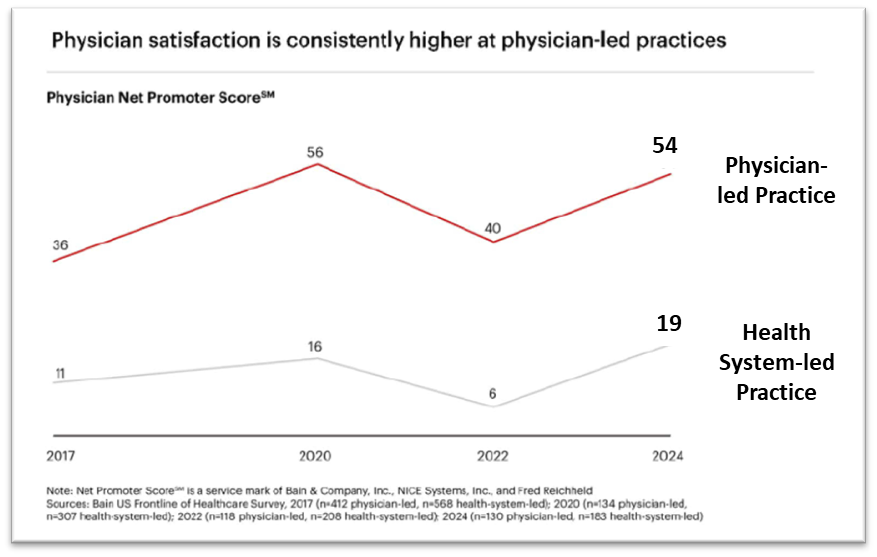 Physician satisfaction is consistently higher at physician-led practices
Physician Net Promoter Score℠
56
54
Physician-
led Practice
36
40
19
Health
System-led
Practice
16
11
6
2017 2020 2022 2024
Note: Net Promoter Score℠ is a service mark of Bain & Company, Inc., NICE Systems, Inc., and Fred Reichheld
Sources: Bain US Frontline of Healthcare Survey, 2017 (n=412 physician-led, n=568 health-system-led); 2020 (n=134 physician-led,
n=307 health-system-led); 2022 (n=118 physician-led, n=208 health-system-led); 2024 (n=130 physician-led, n=183 health-system-led)